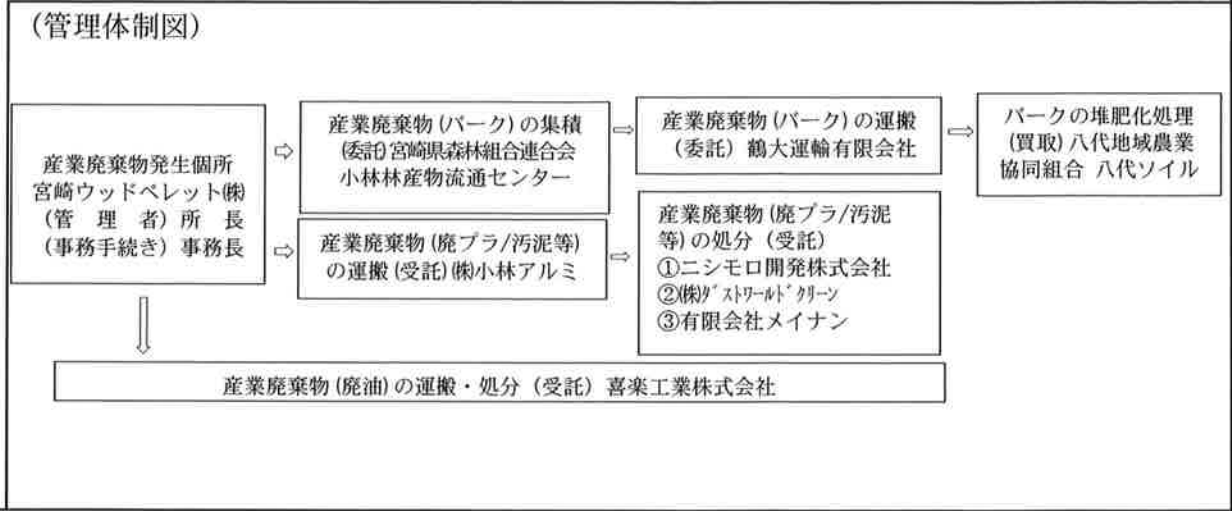 (管理体制図)
産業廃棄物発生個所
宮崎ウッドペレット㈱
(管 理 者)所 長
(事務手続き)事務長
産業廃棄物(バーク)の集積
(委託)宮崎県森林組合連合会
小林林産物流通センター
産業廃棄物(バーク)の運搬
(委託)鶴大運輸有限会社
バークの堆肥化処理
(買取)八代地域農業
協同組合 八代ソイル
産業廃棄物(廃プラ/汚泥等)
の運搬(受託)㈱小林アルミ
産業廃棄物(廃プラ/汚泥
等)の処分(受託)
①ニシモロ開発株式会社
②㈱ダストワールドクリーン
③有限会社メイナン
産業廃棄物(廃油)の運搬・処分(受託)喜楽工業株式会社